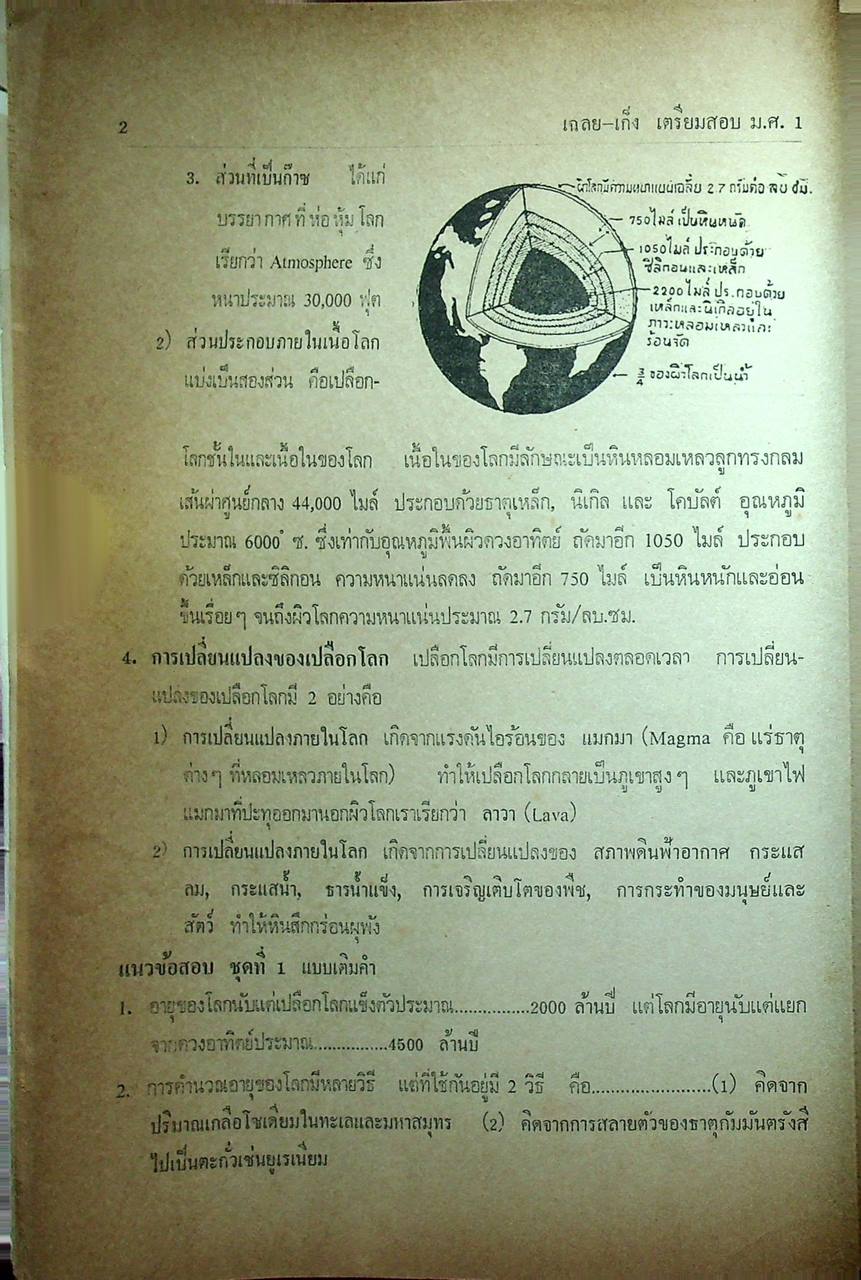 2
เฉลย-เก็ง เตรียมสอบ ม.ศ. 1
3. ส่วนที่เป็นก๊าซ ได้แก่
บรรยากาศที่ห่อหุ้มโลก
เรียกว่า Atmosphere ซึ่ง
หนาประมาณ 30,000 ฟุต
2) ส่วนประกอบภายในเนื้อโลก
แบ่งเป็นสองส่วน คือเปลือก-
ผิวโลกมีความหนาแน่นเฉลี่ย 2.7 กรัมต่อ ลบ ซม.
750 ไมล์ เป็นหินหนัก
1050 ไมล์ ประกอบด้วย
ซิลิกอนและเหล็ก
2200 ไมล์ ประกอบด้วย
เหล็กและนิเกิลอยู่ใน
ภาวะหลอมเหลวและ
ร้อนจัด
3/4 ของผิวโลกเป็นน้ำ
โลกชั้นในและเนื้อในของโลก เนื้อในของโลกมีลักษณะเป็นหินหลอมเหลวลูกทรงกลม
เส้นผ่าศูนย์กลาง 44,000 ไมล์ ประกอบด้วยธาตุเหล็ก, นิเกิล และ โคบัลต์ อุณหภูมิ
ประมาณ 6000° ซ. ซึ่งเท่ากับอุณหภูมิพื้นผิวดวงอาทิตย์ ถัดมาอีก 1050 ไมล์ ประกอบ
ด้วยเหล็กและซิลิกอน ความหนาแน่นลดลง ถัดมาอีก 750 ไมล์ เป็นหินหนักและอ่อน
ขึ้นเรื่อยๆ จนถึงผิวโลกความหนาแน่นประมาณ 2.7 กรัม/ลบ.ซม.
4. การเปลี่ยนแปลงของเปลือกโลก เปลือกโลกมีการเปลี่ยนแปลงตลอดเวลา การเปลี่ยน-
แปลงของเปลือกโลกมี 2 อย่างคือ
1) การเปลี่ยนแปลงภายในโลก เกิดจากแรงดันไอร้อนของ แมกมา (Magma คือ แร่ธาตุ
ต่างๆ ที่หลอมเหลวภายในโลก) ทำให้เปลือกโลกกลายเป็นภูเขาสูงๆ และภูเขาไฟ
แมกมาที่ปะทุออกมานอกผิวโลกเราเรียกว่า ลาวา (Lava)
2) การเปลี่ยนแปลงภายในโลก เกิดจากการเปลี่ยนแปลงของ สภาพดินฟ้าอากาศ กระแส
ลม, กระแสน้ำ, ธารน้ำแข็ง, การเจริญเติบโตของพืช, การกระทำของมนุษย์และ
สัตว์ ทำให้หินสึกกร่อนผุพัง
แนวข้อสอบ ชุดที่ 1 แบบเติมคำ
1. อายุของโลกนับแต่เปลือกโลกแข็งตัวประมาณ...............2000 ล้านปี แต่โลกมีอายุนับแต่แยก
จากดวงอาทิตย์ประมาณ...............4500 ล้านปี
2. การคำนวณอายุของโลกมีหลายวิธี แต่ที่ใช้กันอยู่มี 2 วิธี คือ........................(1) คิดจาก
ปริมาณเกลือโซเดียมในทะเลและมหาสมุทร (2) คิดจากการสลายตัวของธาตุกัมมันตรังสี
ไปเป็นตะกั่วเช่นยูเรเนียม